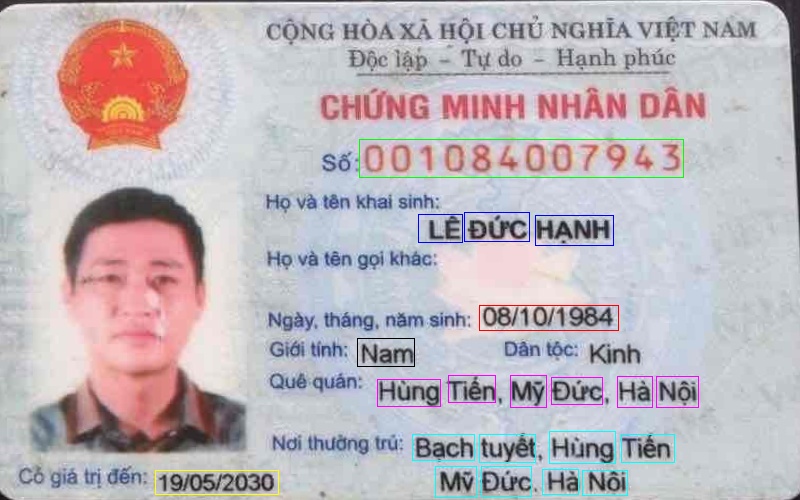 CỘNG HÒA XÃ HỘI CHỦ NGHĨA VIỆT NAM
Độc lập - Tự do - Hạnh phúc
CHỨNG MINH NHÂN DÂN
Số: 001084007943
Họ và tên khai sinh:
LÊ ĐỨC HẠNH
Họ và tên gọi khác:
Ngày, tháng, năm sinh: 08/10/1984
Giới tính: Nam Dân tộc: Kinh
Quê quán: Hùng Tiến, Mỹ Đức, Hà Nội
Nơi thường trú: Bạch tuyết, Hùng Tiến
Mỹ Đức. Hà Nội
Có giá trị đến: 19/05/2030